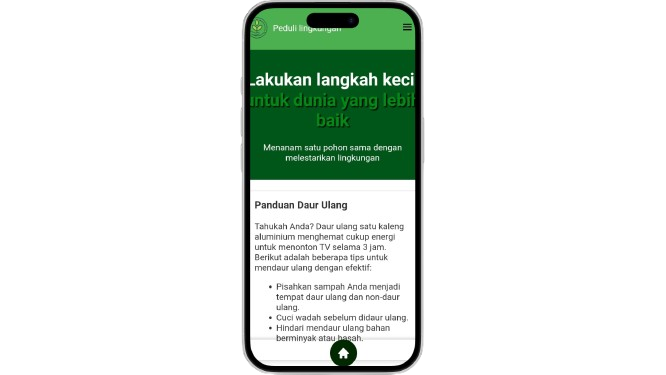 Peduli lingkungan
Lakukan langkah keci
untuk dunia yang lebih
baik
Menanam satu pohon sama dengan
melestarikan lingkungan
Panduan Daur Ulang
Tahukah Anda? Daur ulang satu kaleng
aluminium menghemat cukup energi
untuk menonton TV selama 3 jam.
Berikut adalah beberapa tips untuk
mendaur ulang dengan efektif:
• Pisahkan sampah Anda menjadi
tempat daur ulang dan non-daur
ulang.
• Cuci wadah sebelum didaur ulang.
• Hindari mendaur ulang bahan
berminyak atau basah.